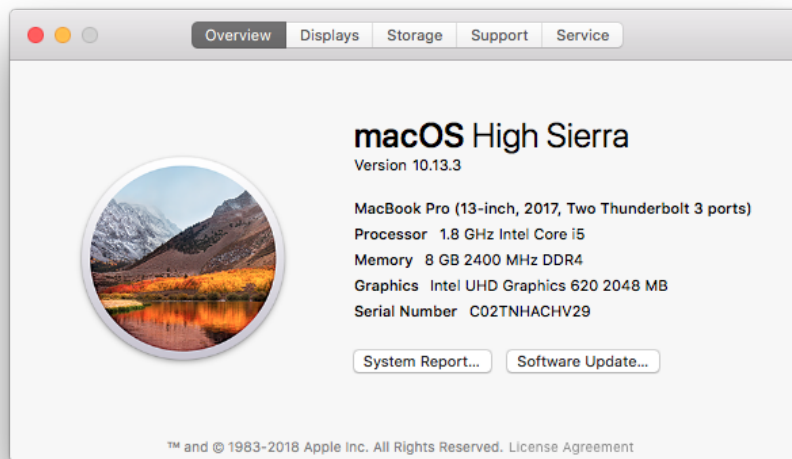 Overview Displays Storage Support Service
macOS High Sierra
Version 10.13.3
MacBook Pro (13-inch, 2017, Two Thunderbolt 3 ports)
Processor 1.8 GHz Intel Core i5
Memory 8 GB 2400 MHz DDR4
Graphics Intel UHD Graphics 620 2048 MB
Serial Number C02TNHACHV29
System Report... Software Update...
™ and © 1983-2018 Apple Inc. All Rights Reserved. License Agreement